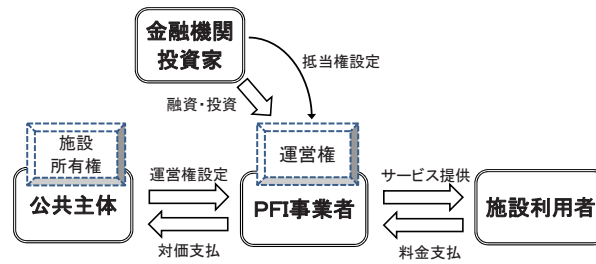 金融機関
投資家
抵当権設定
融資・投資
施設
所有権
運営権
運営権設定
サービス提供
公共主体
PFI事業者
施設利用者
対価支払
料金支払